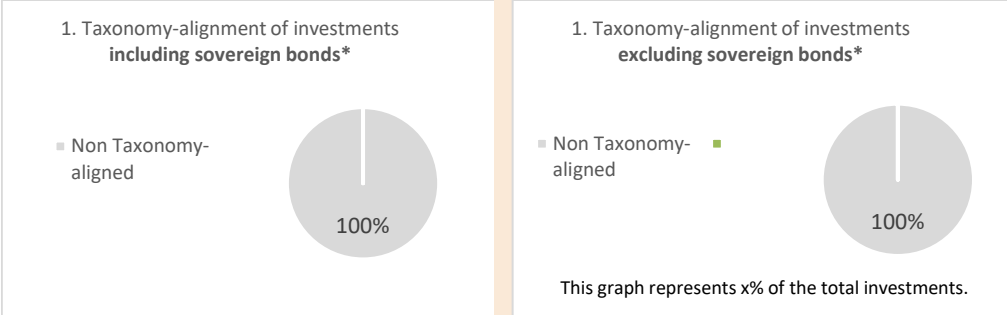 1. Taxonomy-alignment of investments
including sovereign bonds*
Non Taxonomy-
aligned
100%
1. Taxonomy-alignment of investments
excluding sovereign bonds*
Non Taxonomy-
aligned
100%
This graph represents x% of the total investments.